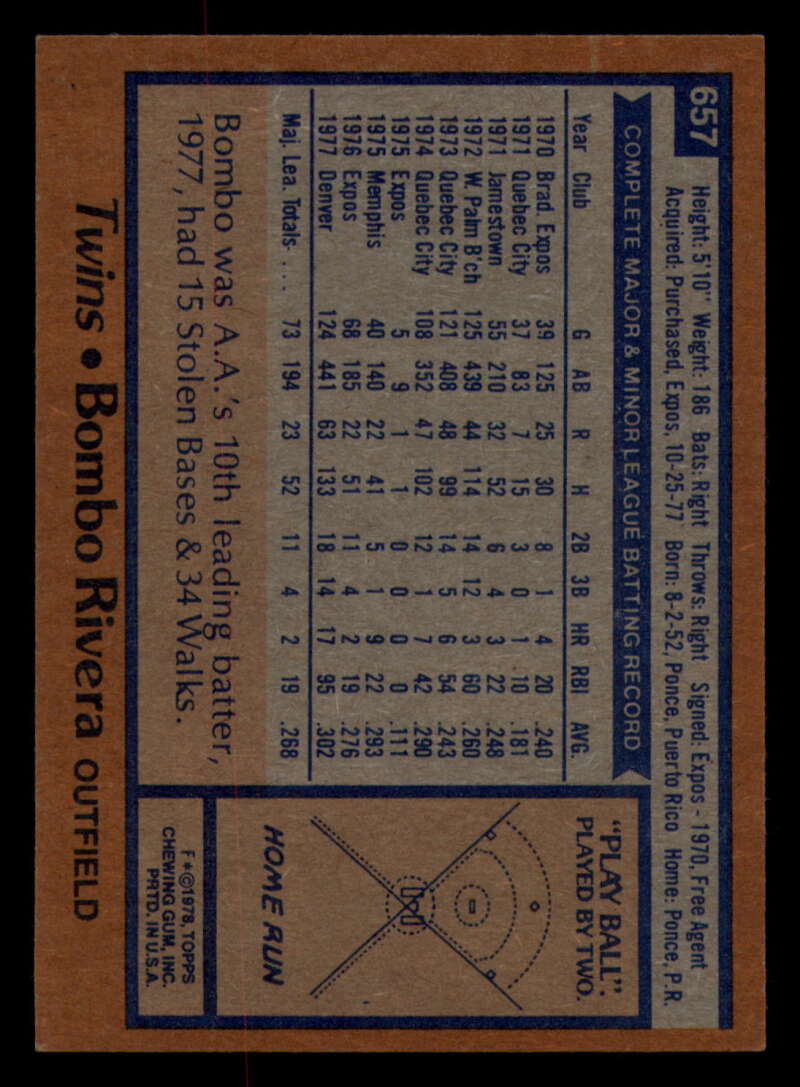 657
Height: 5'10" Weight: 186 Bats: Right Throws: Right Signed: Expos - 1970, Free Agent
Acquired: Purchased, Expos, 10-25-77 Born: 8-2-52, Ponce, Puerto Rico Home: Ponce, P.R.
COMPLETE MAJOR & MINOR LEAGUE BATTING RECORD
Year Club G AB R H 2B 3B HR RBI AVG.
1970 Brad. Expos 39 125 25 30 8 1 4 20 .240
1971 Quebec City 37 83 7 15 3 0 1 10 .181
1971 Jamestown 55 210 32 52 6 4 3 22 .248
1972 W. Palm B'ch 125 439 44 114 14 12 3 60 .260
1973 Quebec City 121 408 48 99 14 5 6 54 .243
1974 Quebec City 108 352 47 102 12 1 7 42 .290
1975 Expos 5 9 1 1 0 0 0 0 .111
1975 Memphis 40 140 22 41 5 1 9 22 .293
1976 Expos 68 185 22 51 11 4 2 19 .276
1977 Denver 124 441 63 133 18 14 17 95 .302
Maj. Lea. Totals- .... 73 194 23 52 11 4 2 19 .268
Bombo was A.A.'s 10th leading batter,
1977, had 15 Stolen Bases & 34 Walks.
"PLAY BALL":
PLAYED BY TWO.
HOME RUN
F*©1978, TOPPS
CHEWING GUM, INC.
PRTD. IN U.S.A.
Twins • Bombo Rivera OUTFIELD